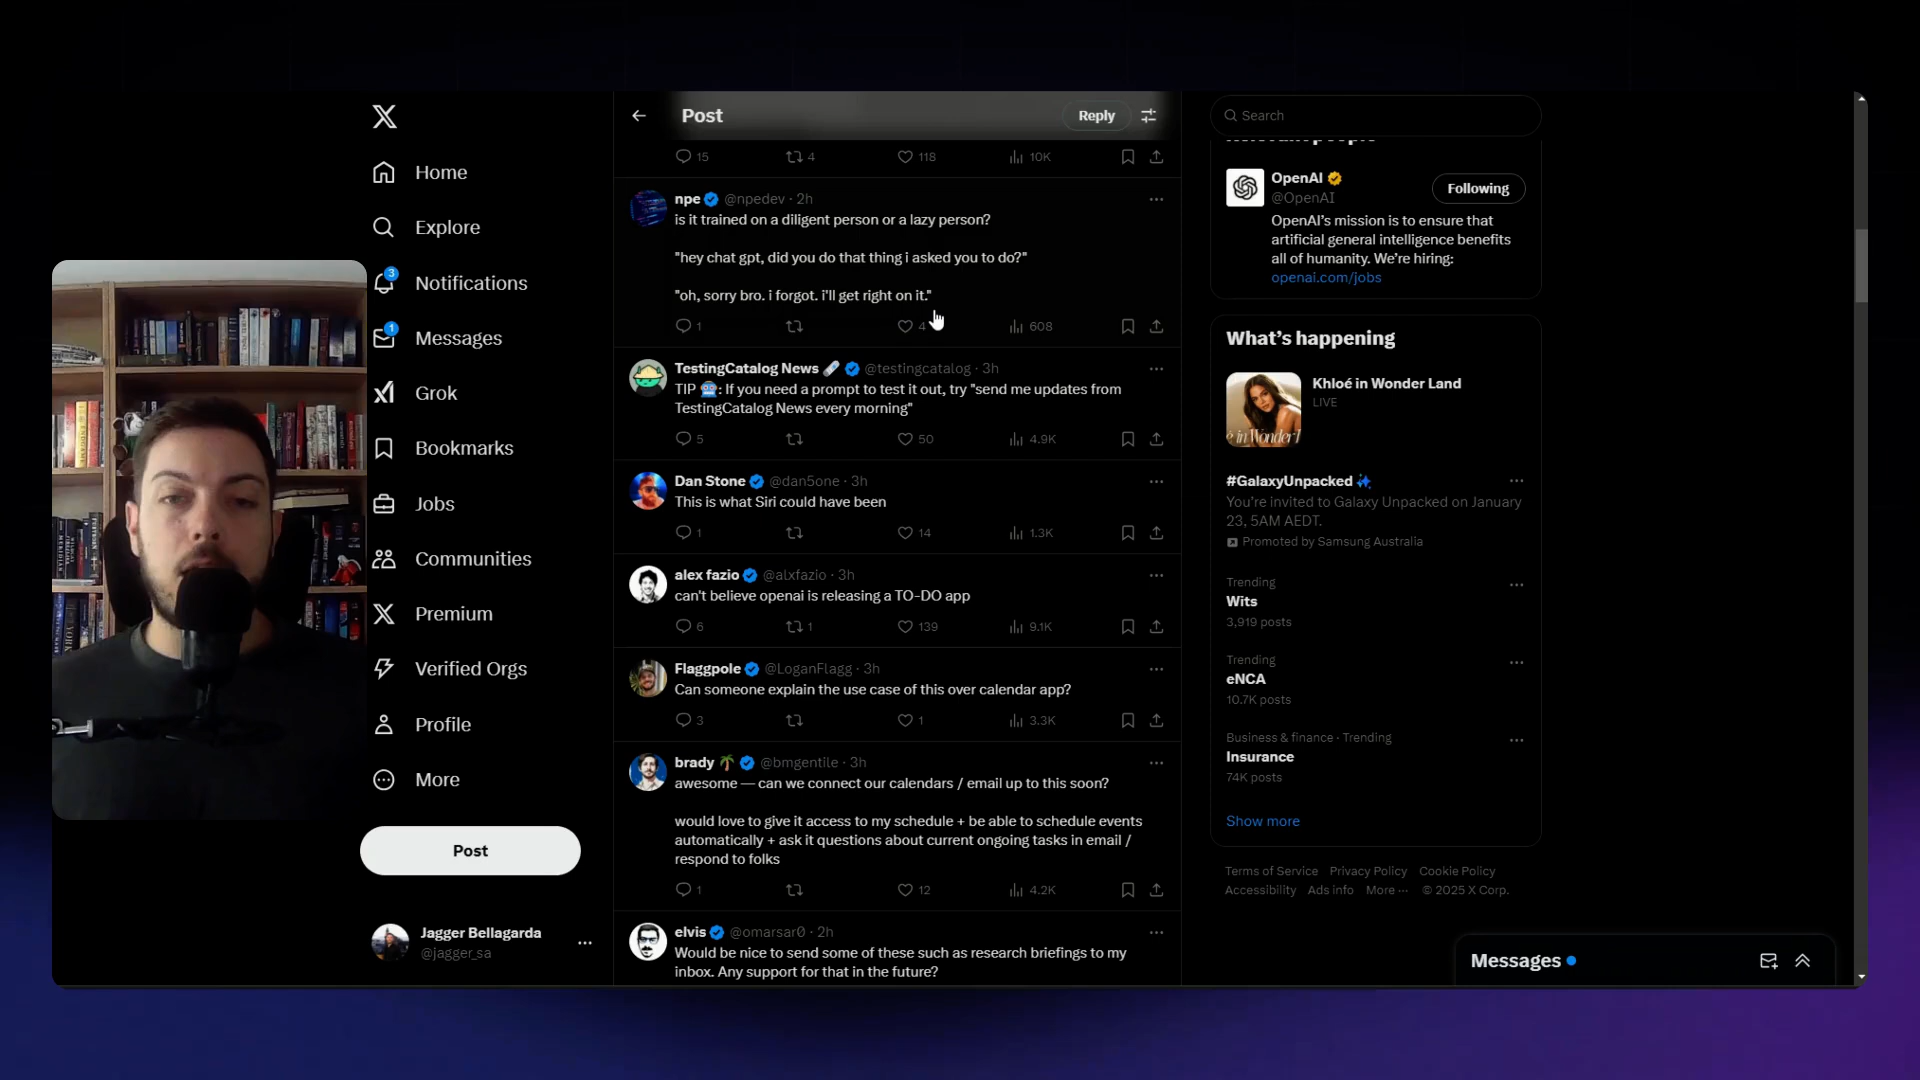 Home
Explore
3
Notifications
1
Messages
Grok
Bookmarks
Jobs
Communities
Premium
Verified Orgs
Profile
More
Post
Jagger Bellagarda
@jagger_sa
Post
Reply
15 4 118 10K
npe @npedev · 2h
is it trained on a diligent person or a lazy person?
"hey chat gpt, did you do that thing i asked you to do?"
"oh, sorry bro. i forgot. i'll get right on it."
1 4 608
TestingCatalog News @testingcatalog · 3h
TIP 🤖: If you need a prompt to test it out, try "send me updates from
TestingCatalog News every morning"
5 50 4.9K
Dan Stone @dan5one · 3h
This is what Siri could have been
1 14 1.3K
alex fazio @alxfazio · 3h
can't believe openai is releasing a TO-DO app
6 1 139 9.1K
Flaggpole @LoganFlagg · 3h
Can someone explain the use case of this over calendar app?
3 1 3.3K
brady 🌴 @bmgentile · 3h
awesome — can we connect our calendars / email up to this soon?
would love to give it access to my schedule + be able to schedule events
automatically + ask it questions about current ongoing tasks in email /
respond to folks
1 12 4.2K
elvis @omarsar0 · 2h
Would be nice to send some of these such as research briefings to my
inbox. Any support for that in the future?
Search
OpenAI
@OpenAI
Following
OpenAI's mission is to ensure that
artificial general intelligence benefits
all of humanity. We're hiring:
openai.com/jobs
What's happening
Khloé in Wonder Land
LIVE
#GalaxyUnpacked
You're invited to Galaxy Unpacked on January
23, 5AM AEDT.
Promoted by Samsung Australia
Trending
Wits
3,919 posts
Trending
eNCA
10.7K posts
Business & finance · Trending
Insurance
74K posts
Show more
Terms of Service Privacy Policy Cookie Policy
Accessibility Ads info More ··· © 2025 X Corp.
Messages